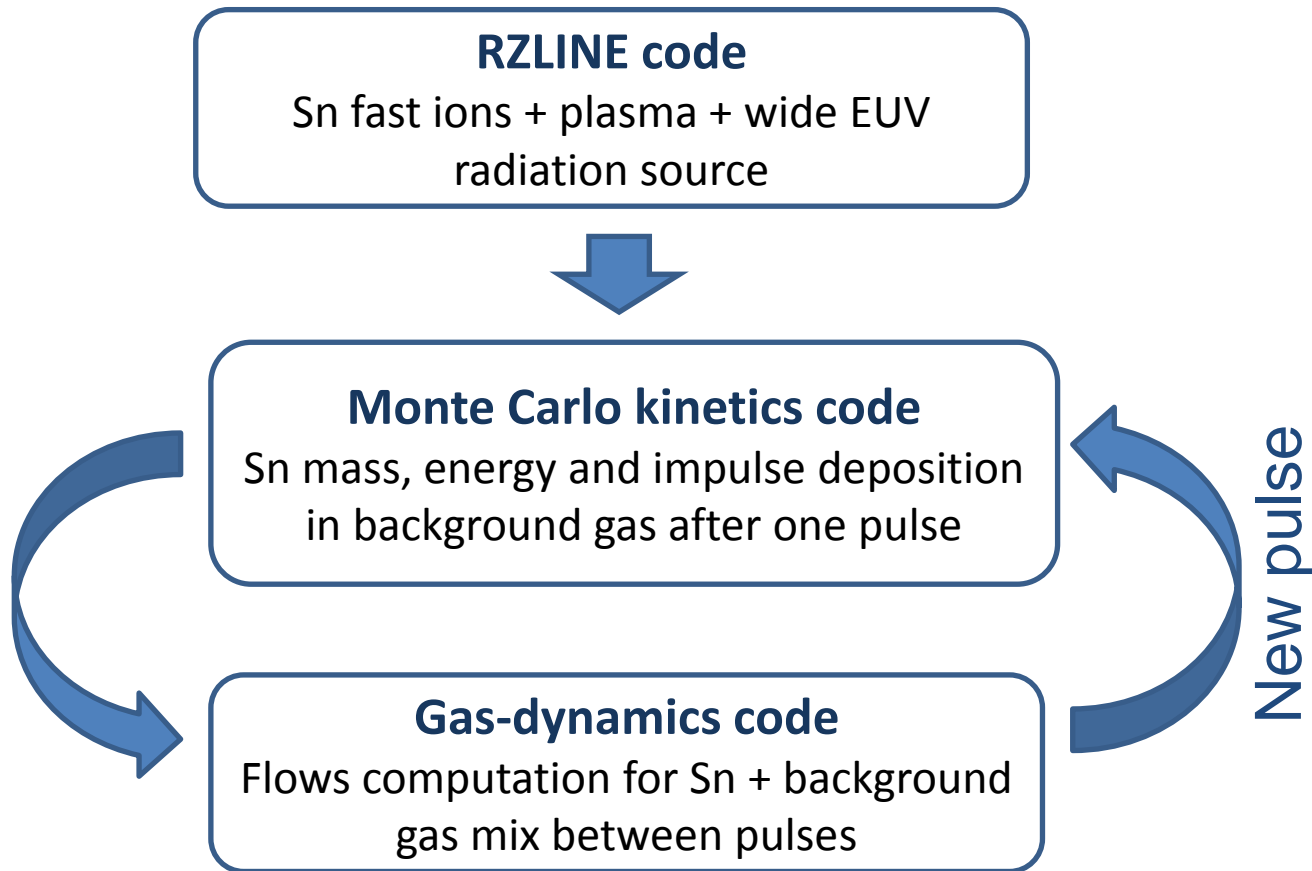 RZLINE code
Sn fast ions + plasma + wide EUV
radiation source
Monte Carlo kinetics code
Sn mass, energy and impulse deposition
in background gas after one pulse
New pulse
Gas-dynamics code
Flows computation for Sn + background
gas mix between pulses